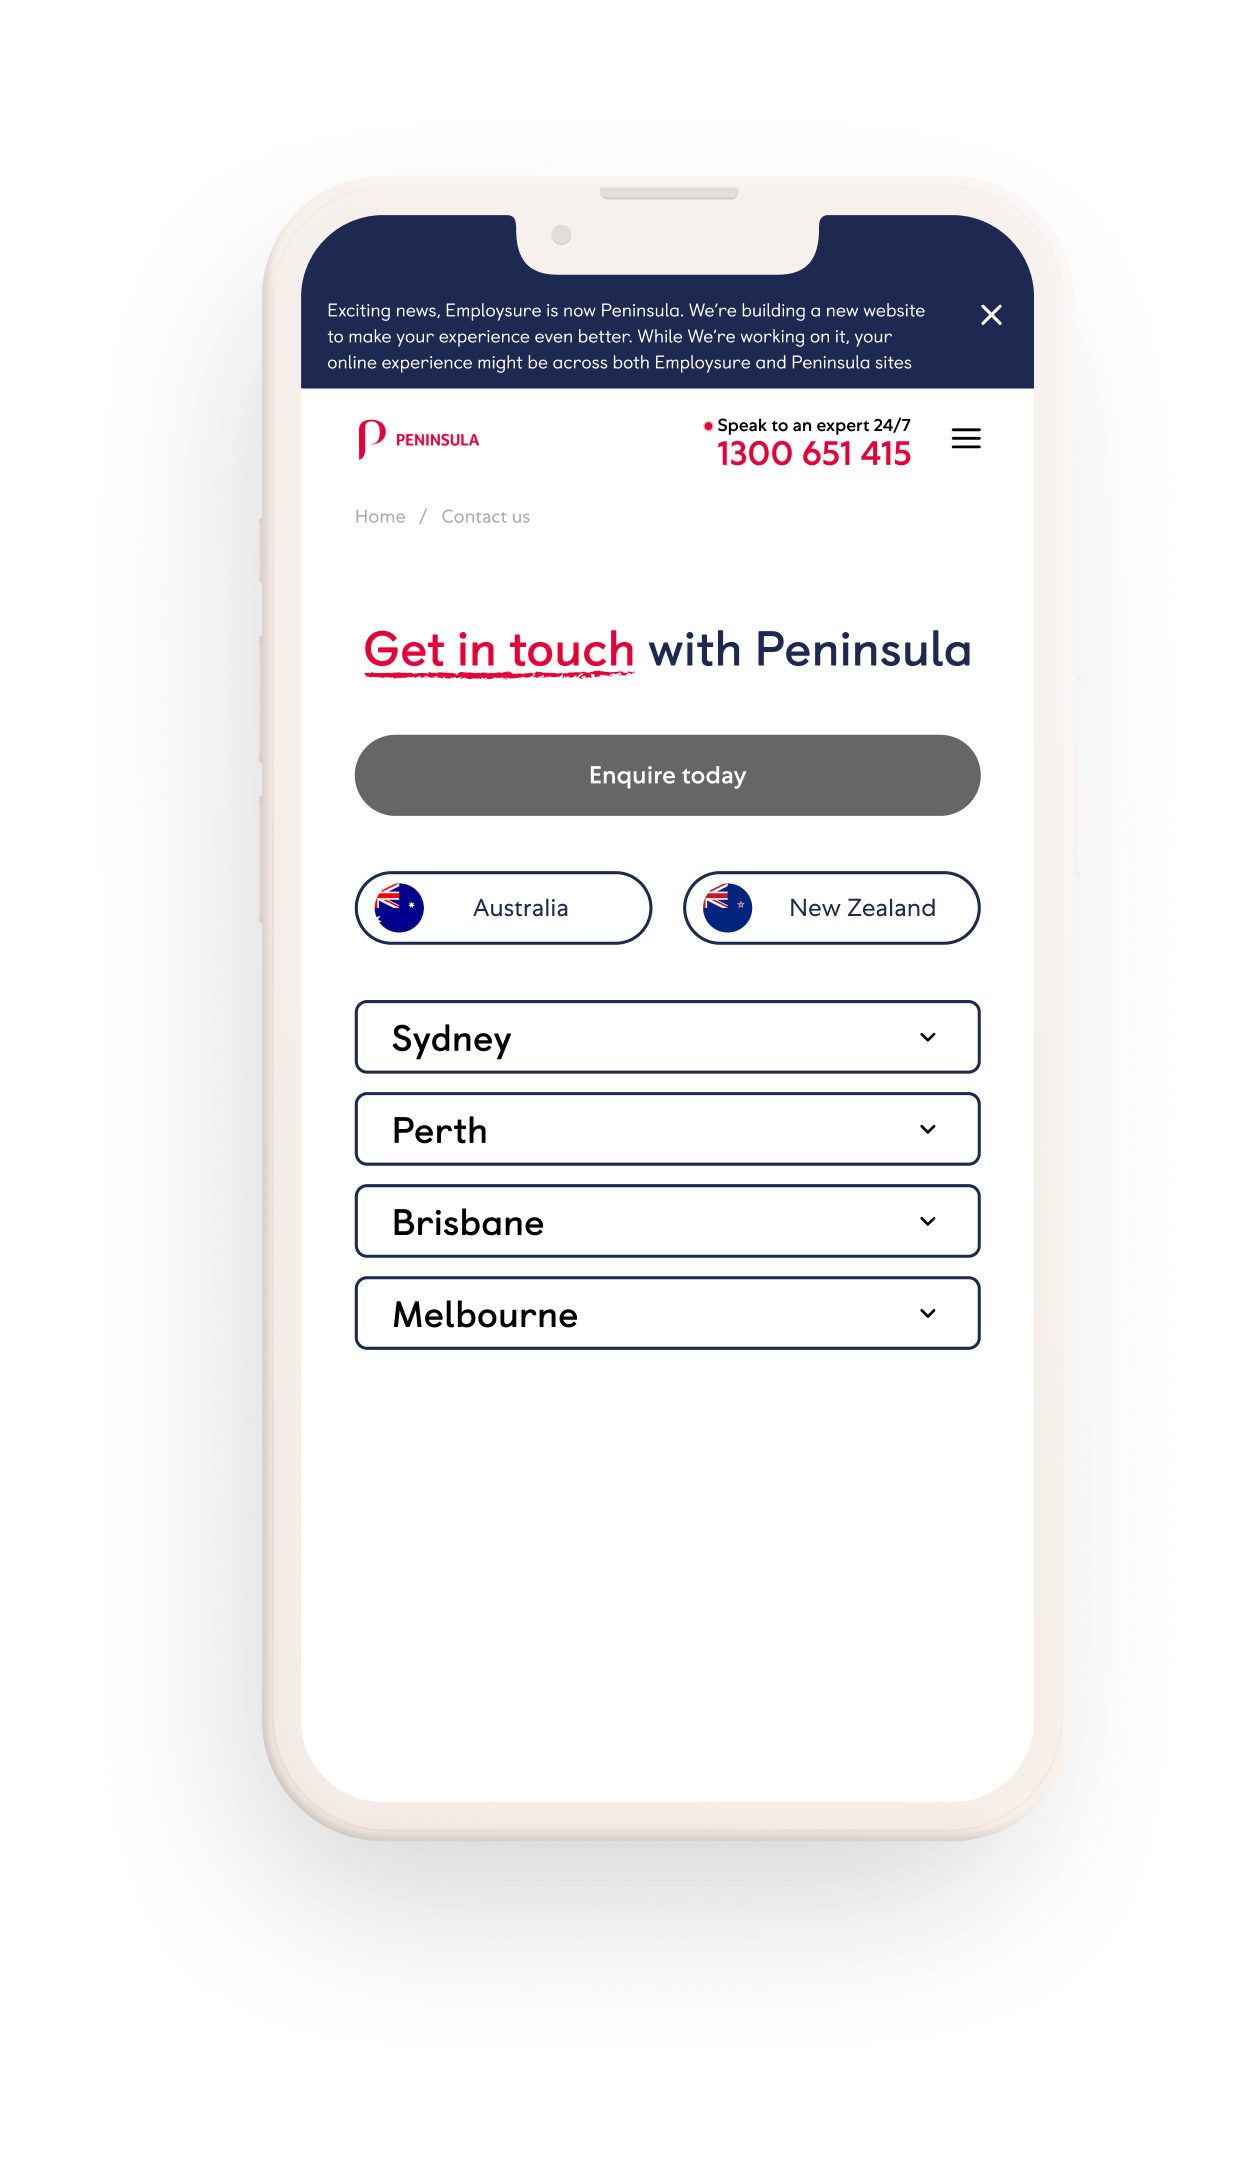 Exciting news, Employsure is now Peninsula. We're building a new website
to make your experience even better. While We're working on it, your
online experience might be across both Employsure and Peninsula sites
PENINSULA
Speak to an expert 24/7
1300 651 415
Home / Contact us
Get in touch with Peninsula
Enquire today
Australia
New Zealand
Sydney
Perth
Brisbane
Melbourne